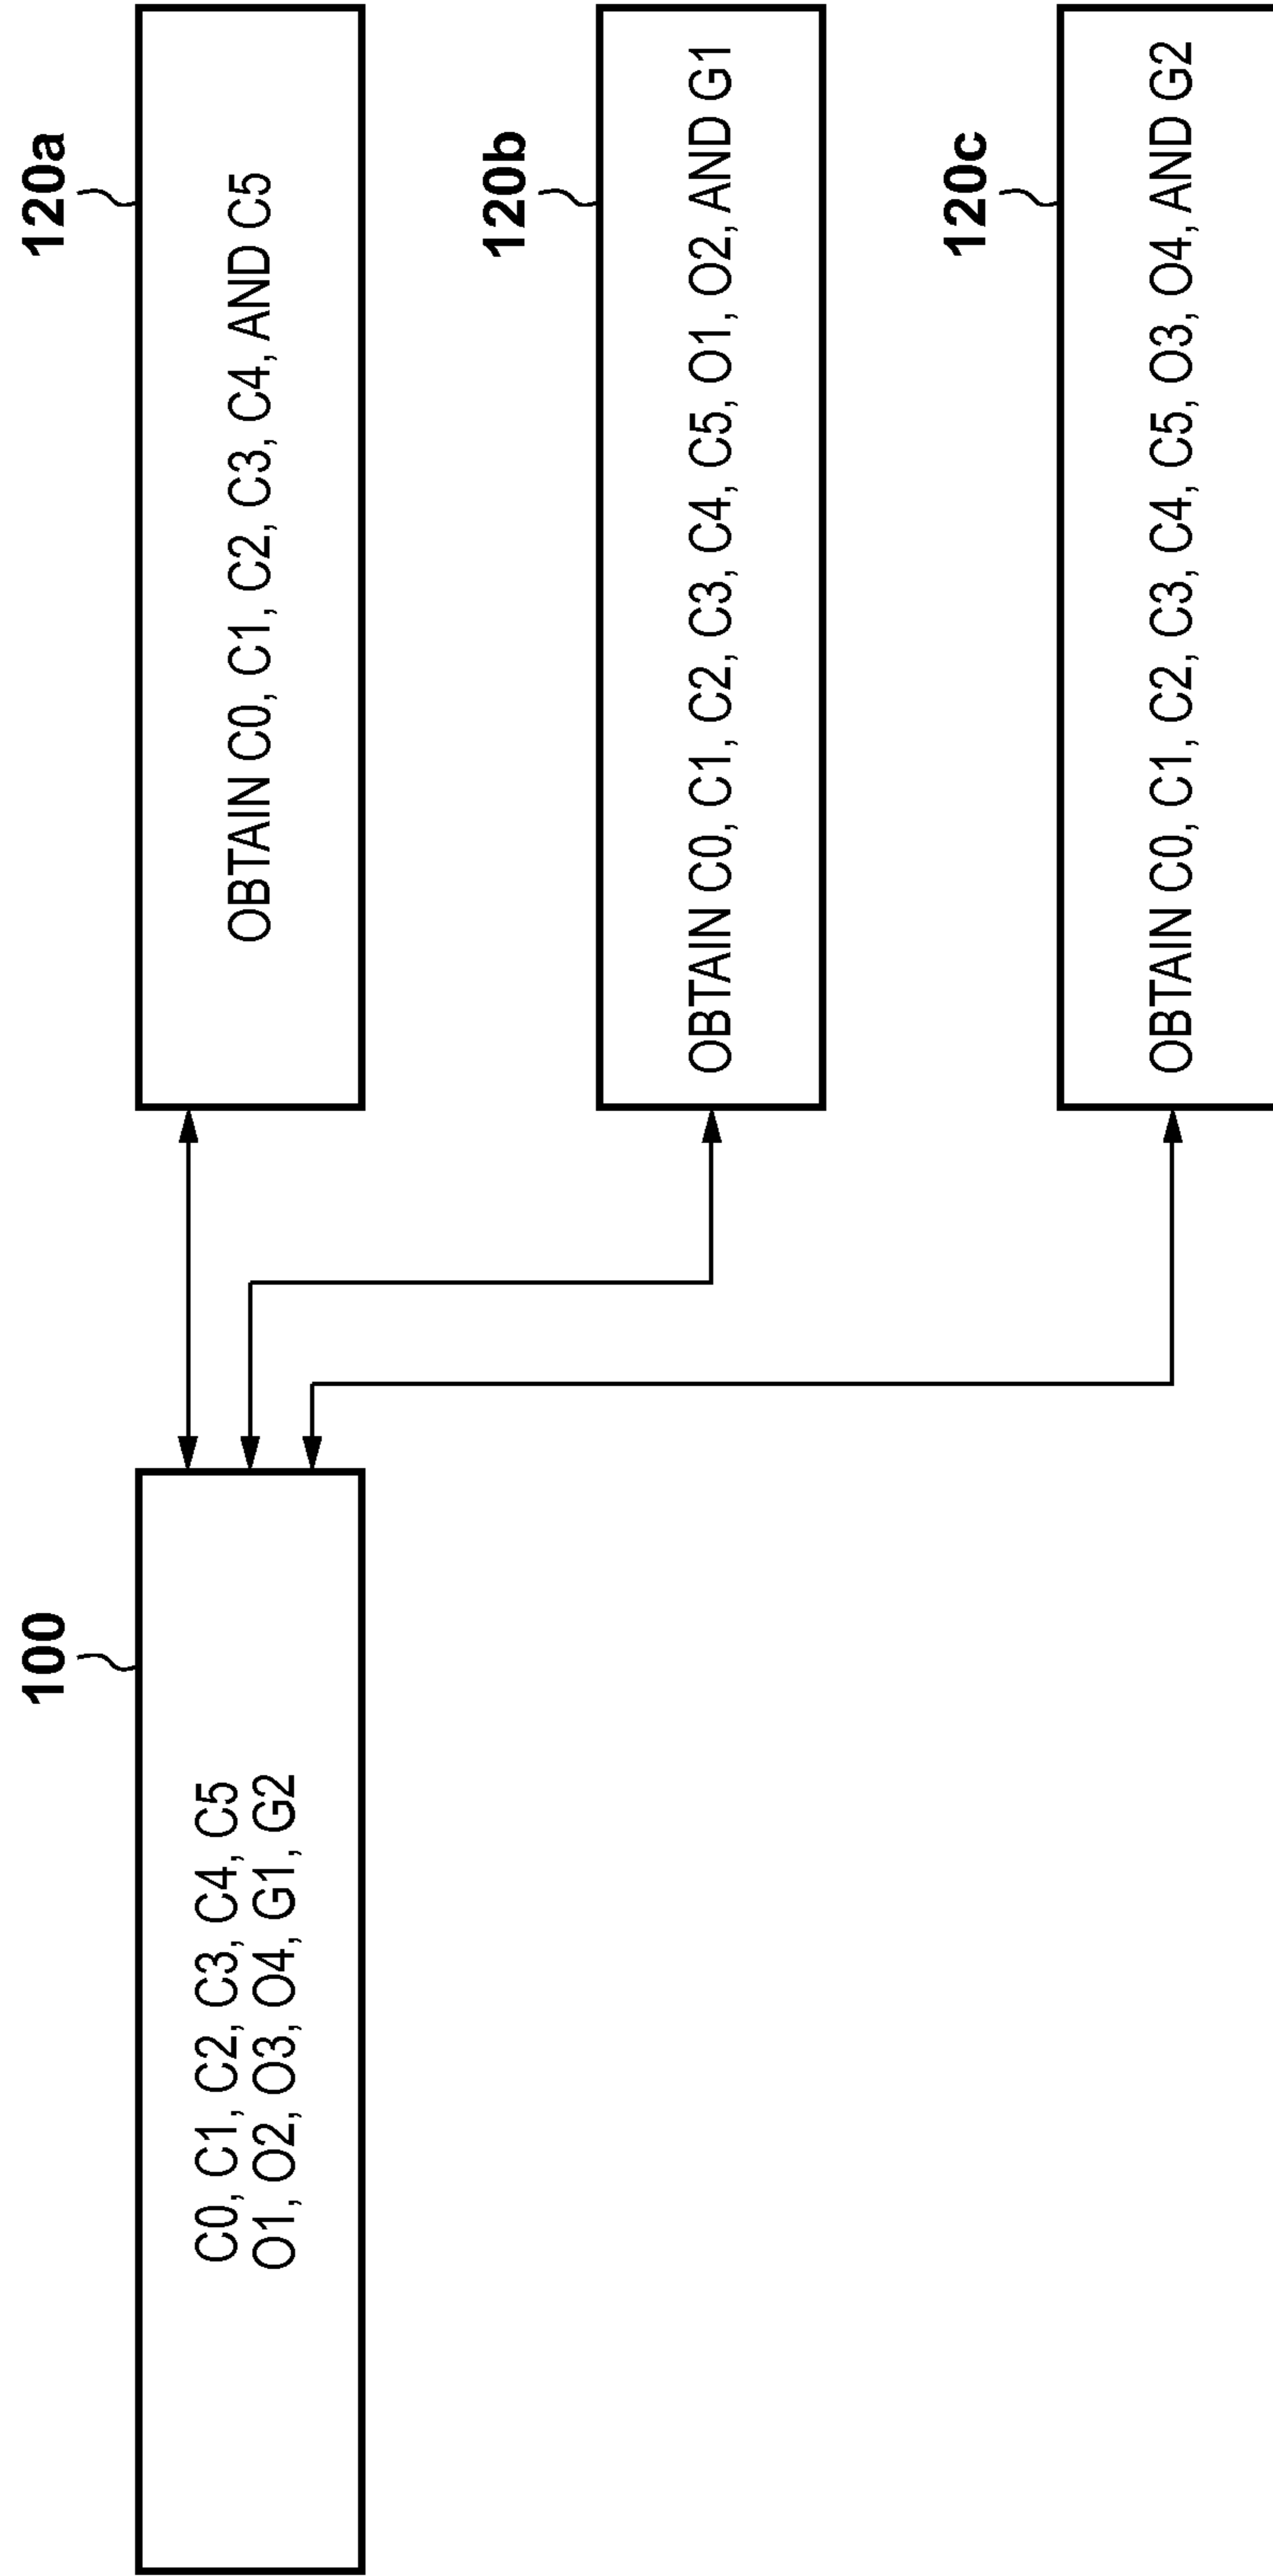 100
C0, C1, C2, C3, C4, C5
O1, O2, O3, O4, G1, G2
120a
OBTAIN C0, C1, C2, C3, C4, AND C5
120b
OBTAIN C0, C1, C2, C3, C4, C5, O1, O2, AND G1
120c
OBTAIN C0, C1, C2, C3, C4, C5, O3, O4, AND G2